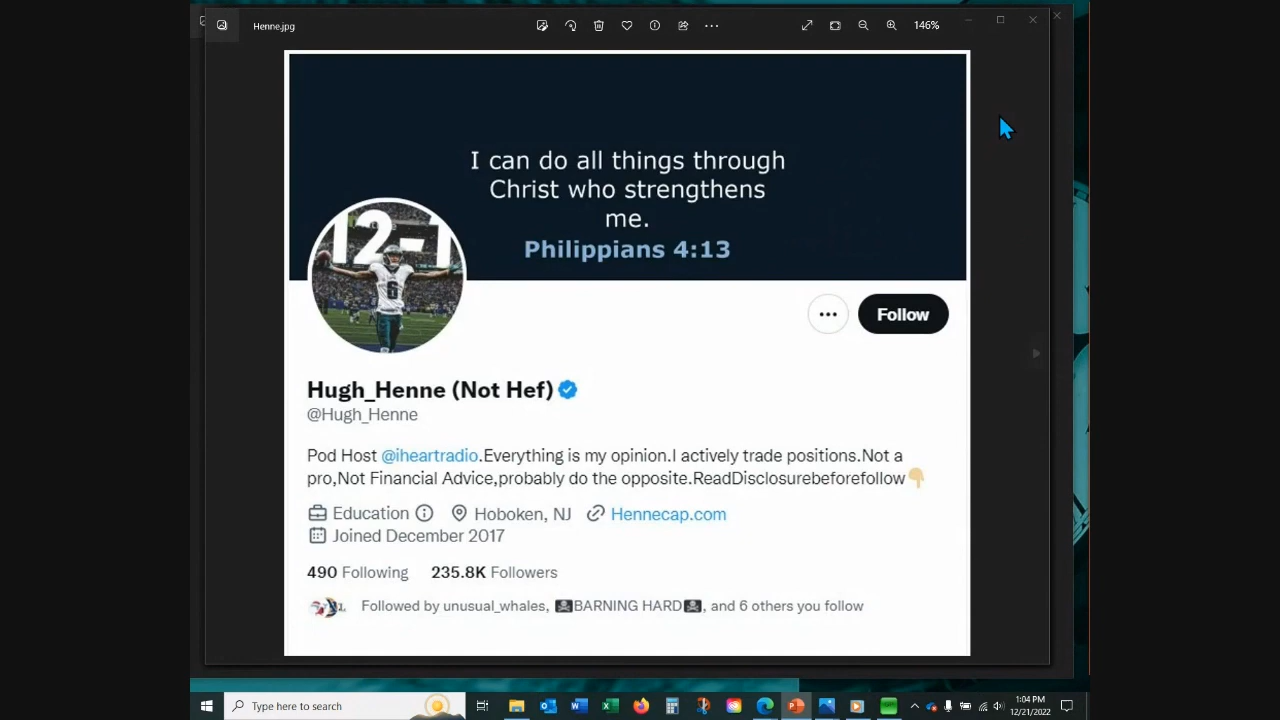 Henne.jpg
146%
I can do all things through
Christ who strengthens
me.
Philippians 4:13
12-1
6
Follow
Hugh_Henne (Not Hef)
@Hugh_Henne
Pod Host @iheartradio.Everything is my opinion.I actively trade positions.Not a
pro,Not Financial Advice,probably do the opposite.ReadDisclosurebeforefollow
Education Hoboken, NJ Hennecap.com
Joined December 2017
490 Following 235.8K Followers
Followed by unusual_whales, BARNING HARD, and 6 others you follow
Type here to search
1:04 PM
12/21/2022